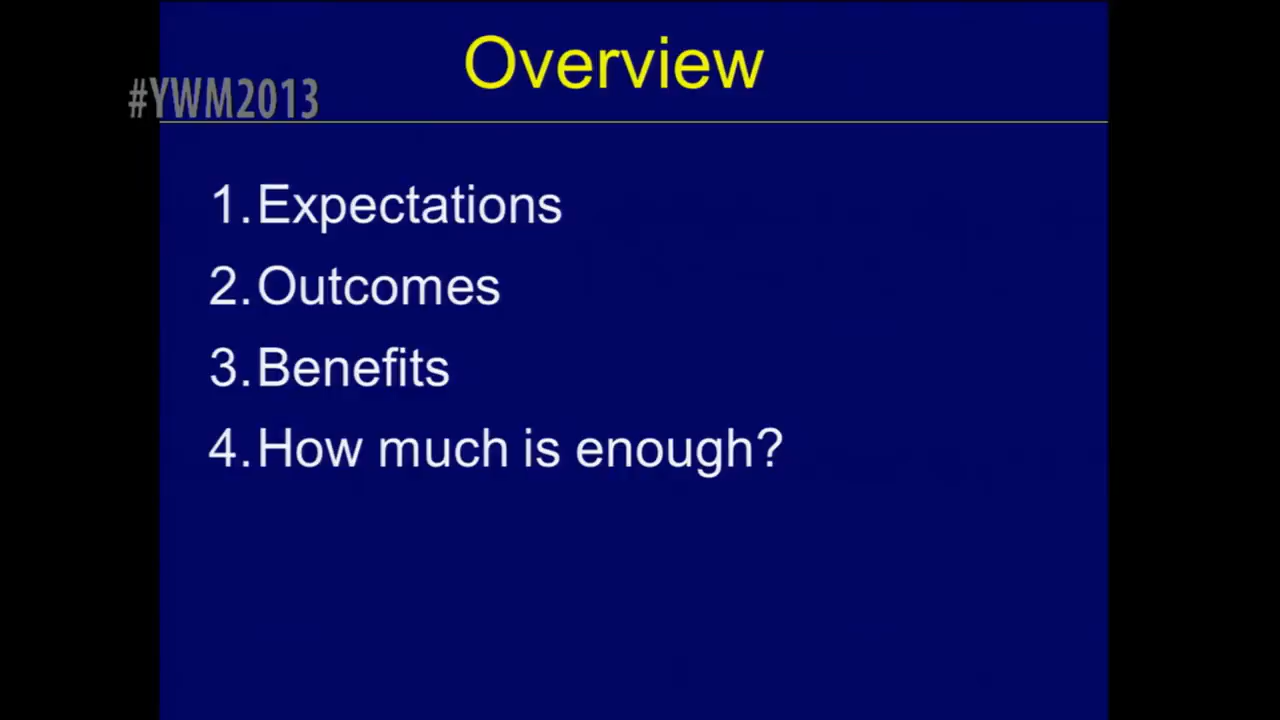 Overview
#YWM2013
1. Expectations
2. Outcomes
3. Benefits
4. How much is enough?